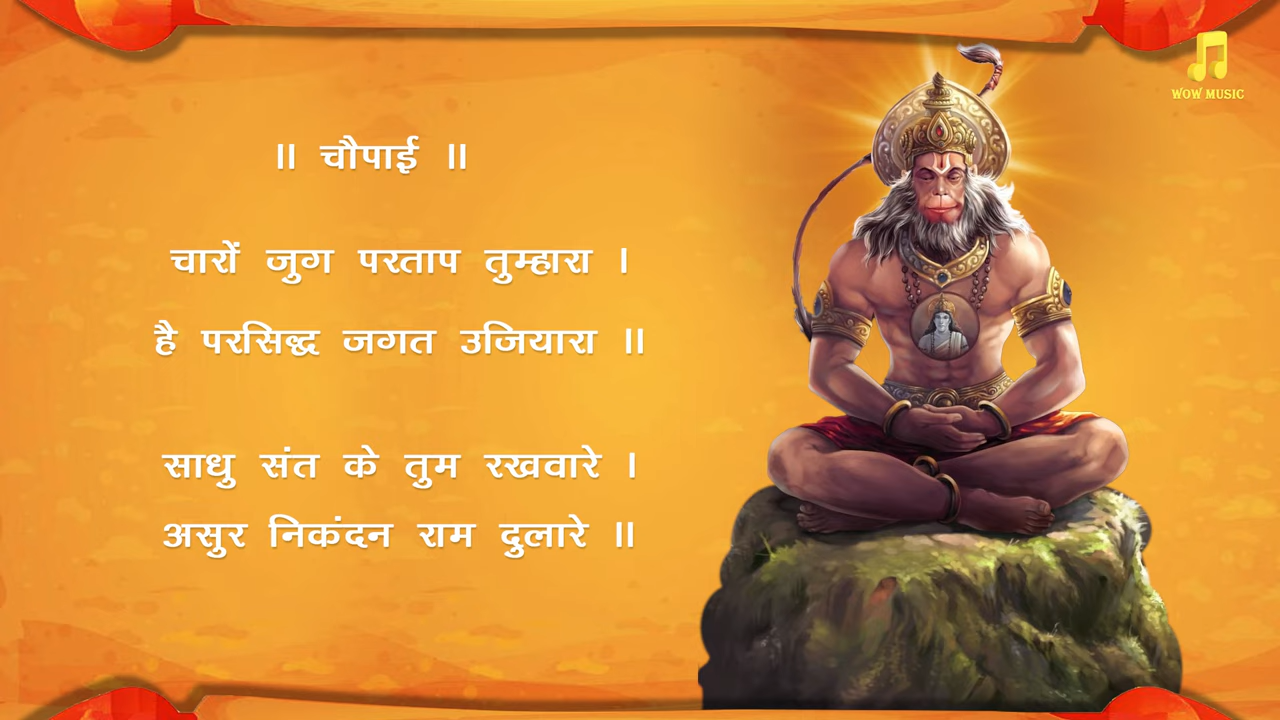 ॥ चौपाई ॥
चारों जुग परताप तुम्हारा ।
है परसिद्ध जगत उजियारा ॥
साधु संत के तुम रखवारे ।
असुर निकंदन राम दुलारे ॥
WOW MUSIC